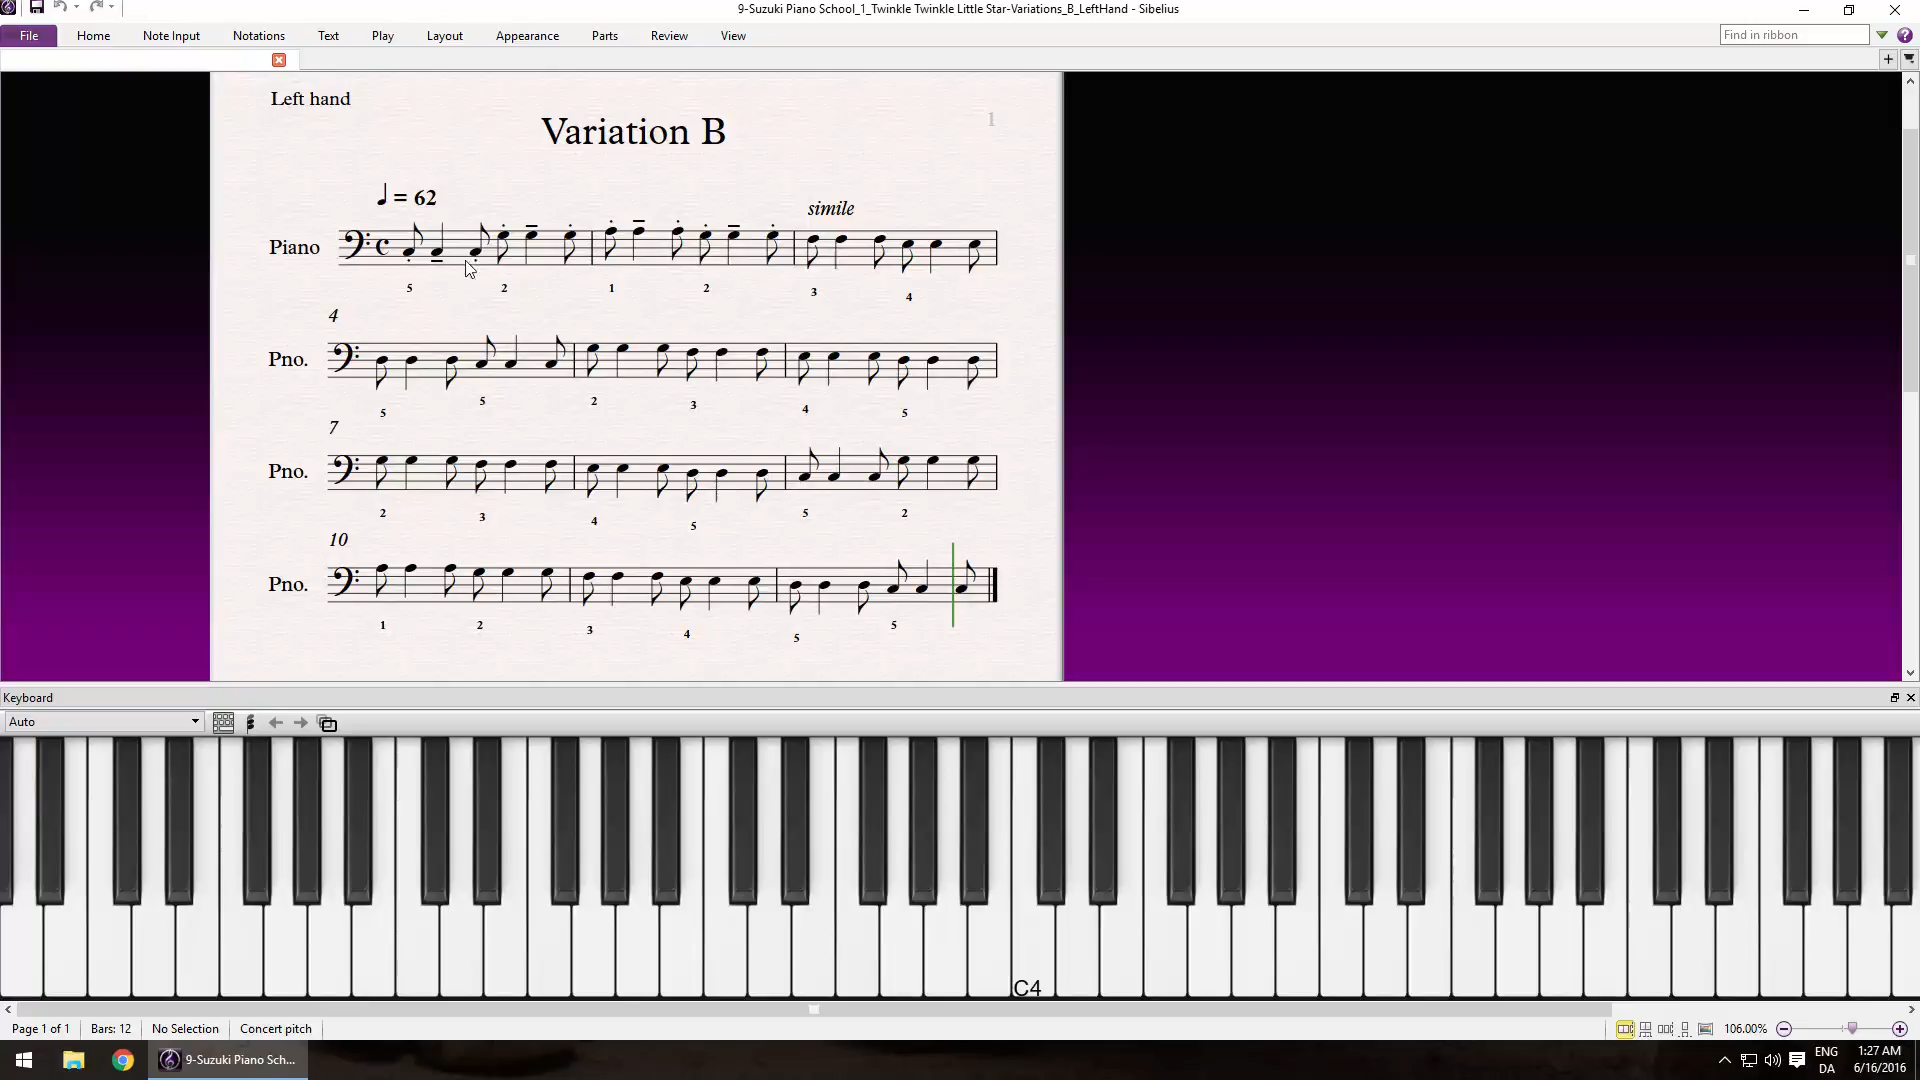 9-Suzuki Piano School_1_Twinkle Twinkle Little Star-Variations_B_LeftHand - Sibelius
File Home Note Input Notations Text Play Layout Appearance Parts Review View Find in ribbon
Left hand
1
Variation B
= 62
simile
Piano
5 2 1 2 3 4
4
Pno.
5 5 2 3 4 5
7
Pno.
2 3 4 5 5 2
10
Pno.
1 2 3 4 5 5
Keyboard
Auto
C4
Page 1 of 1 Bars: 12 No Selection Concert pitch 106.00%
9-Suzuki Piano Sch...
ENG
DA
1:27 AM
6/16/2016